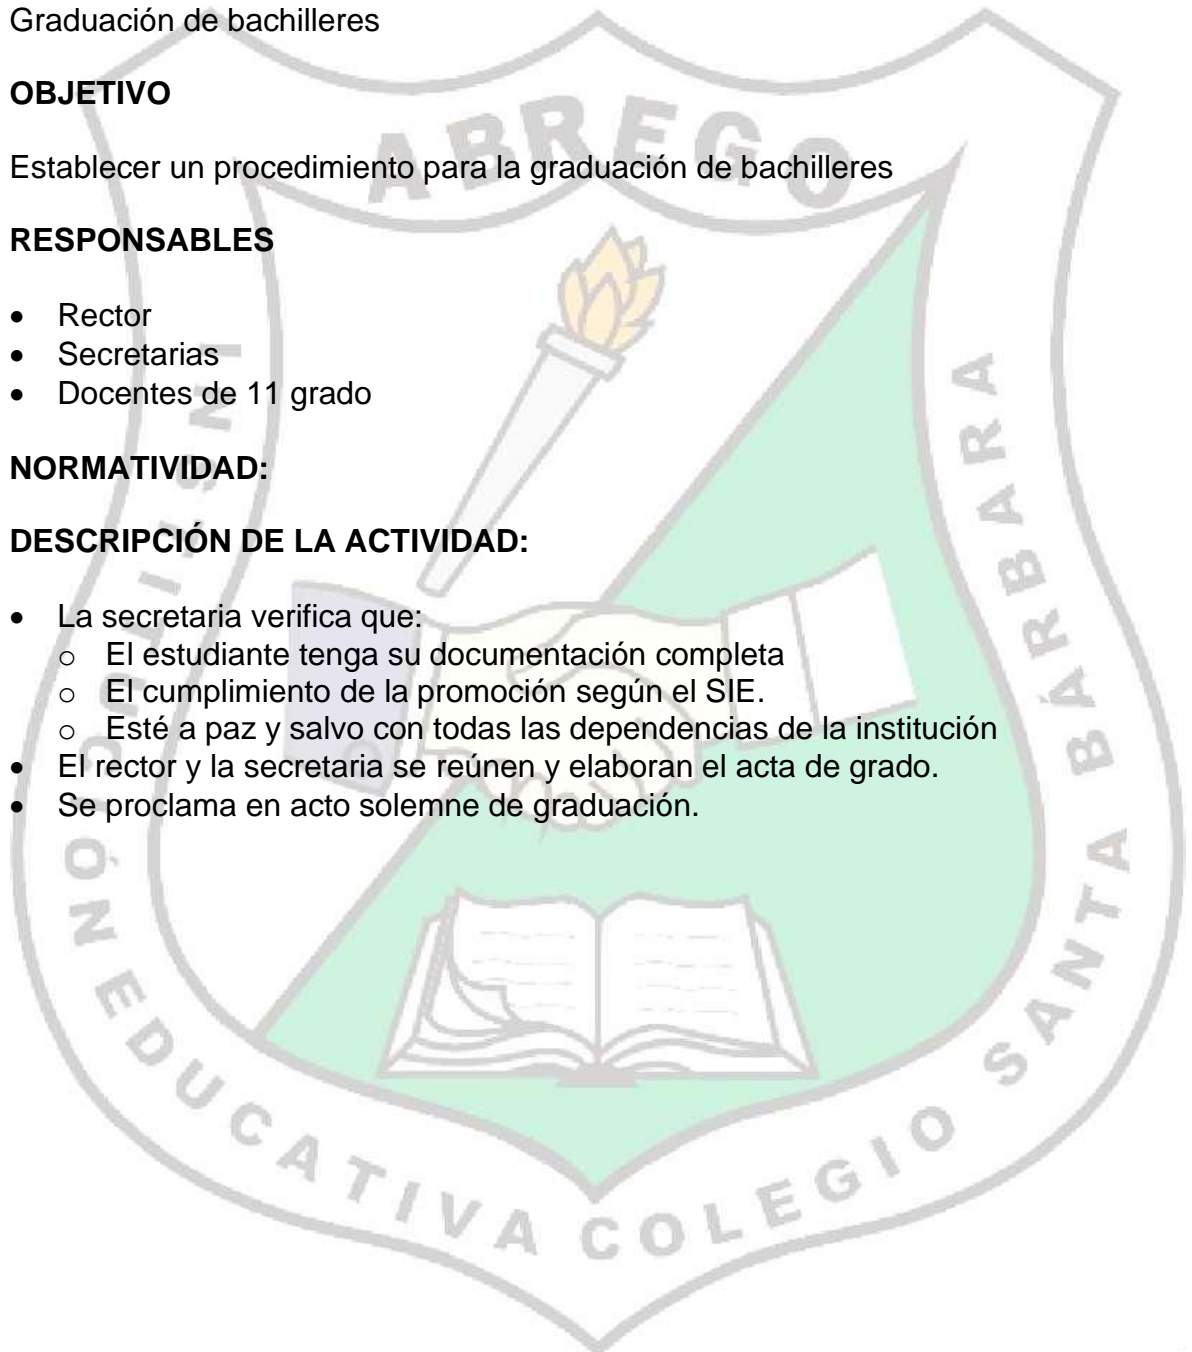 Graduación de bachilleres
OBJETIVO
ABREGO
Establecer un procedimiento para la graduación de bachilleres
RESPONSABLES
• Rector
• Secretarias
• Docentes de 11 grado
NORMATIVIDAD:
DESCRIPCIÓN DE LA ACTIVIDAD:
• La secretaria verifica que:
o El estudiante tenga su documentación completa
o El cumplimiento de la promoción según el SIE.
o Esté a paz y salvo con todas las dependencias de la institución
• El rector y la secretaria se reúnen y elaboran el acta de grado.
• Se proclama en acto solemne de graduación.
INSTITUCIÓN EDUCATIVA COLEGIO SANTA BÁRBARA